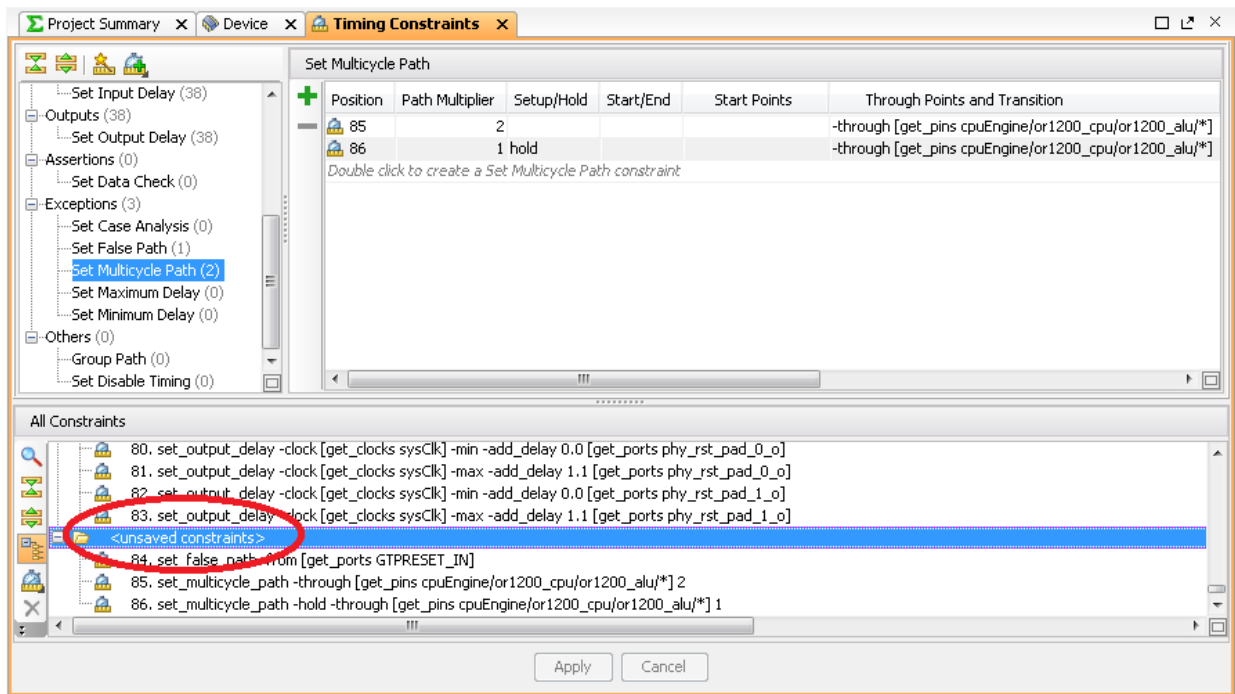 Project Summary Device Timing Constraints
Set Multicycle Path
Set Input Delay (38)
Outputs (38)
Set Output Delay (38)
Assertions (0)
Set Data Check (0)
Exceptions (3)
Set Case Analysis (0)
Set False Path (1)
Set Multicycle Path (2)
Set Maximum Delay (0)
Set Minimum Delay (0)
Others (0)
Group Path (0)
Set Disable Timing (0)
Position Path Multiplier Setup/Hold Start/End Start Points Through Points and Transition
85 2 -through [get_pins cpuEngine/or1200_cpu/or1200_alu/*]
86 1 hold -through [get_pins cpuEngine/or1200_cpu/or1200_alu/*]
Double click to create a Set Multicycle Path constraint
All Constraints
80. set_output_delay -clock [get_clocks sysClk] -min -add_delay 0.0 [get_ports phy_rst_pad_0_o]
81. set_output_delay -clock [get_clocks sysClk] -max -add_delay 1.1 [get_ports phy_rst_pad_0_o]
82. set_output_delay -clock [get_clocks sysClk] -min -add_delay 0.0 [get_ports phy_rst_pad_1_o]
83. set_output_delay -clock [get_clocks sysClk] -max -add_delay 1.1 [get_ports phy_rst_pad_1_o]
<unsaved constraints>
84. set_false_path -from [get_ports GTPRESET_IN]
85. set_multicycle_path -through [get_pins cpuEngine/or1200_cpu/or1200_alu/*] 2
86. set_multicycle_path -hold -through [get_pins cpuEngine/or1200_cpu/or1200_alu/*] 1
Apply Cancel